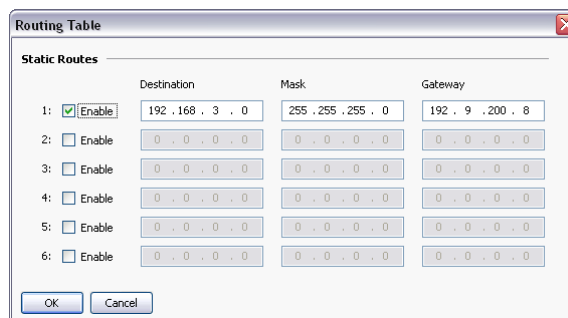 Routing Table
Static Routes
Destination Mask Gateway
1: Enable 192 . 168 . 3 . 0 255 . 255 . 255 . 0 192 . 9 . 200 . 8
2: Enable 0 . 0 . 0 . 0 0 . 0 . 0 . 0 0 . 0 . 0 . 0
3: Enable 0 . 0 . 0 . 0 0 . 0 . 0 . 0 0 . 0 . 0 . 0
4: Enable 0 . 0 . 0 . 0 0 . 0 . 0 . 0 0 . 0 . 0 . 0
5: Enable 0 . 0 . 0 . 0 0 . 0 . 0 . 0 0 . 0 . 0 . 0
6: Enable 0 . 0 . 0 . 0 0 . 0 . 0 . 0 0 . 0 . 0 . 0
OK Cancel